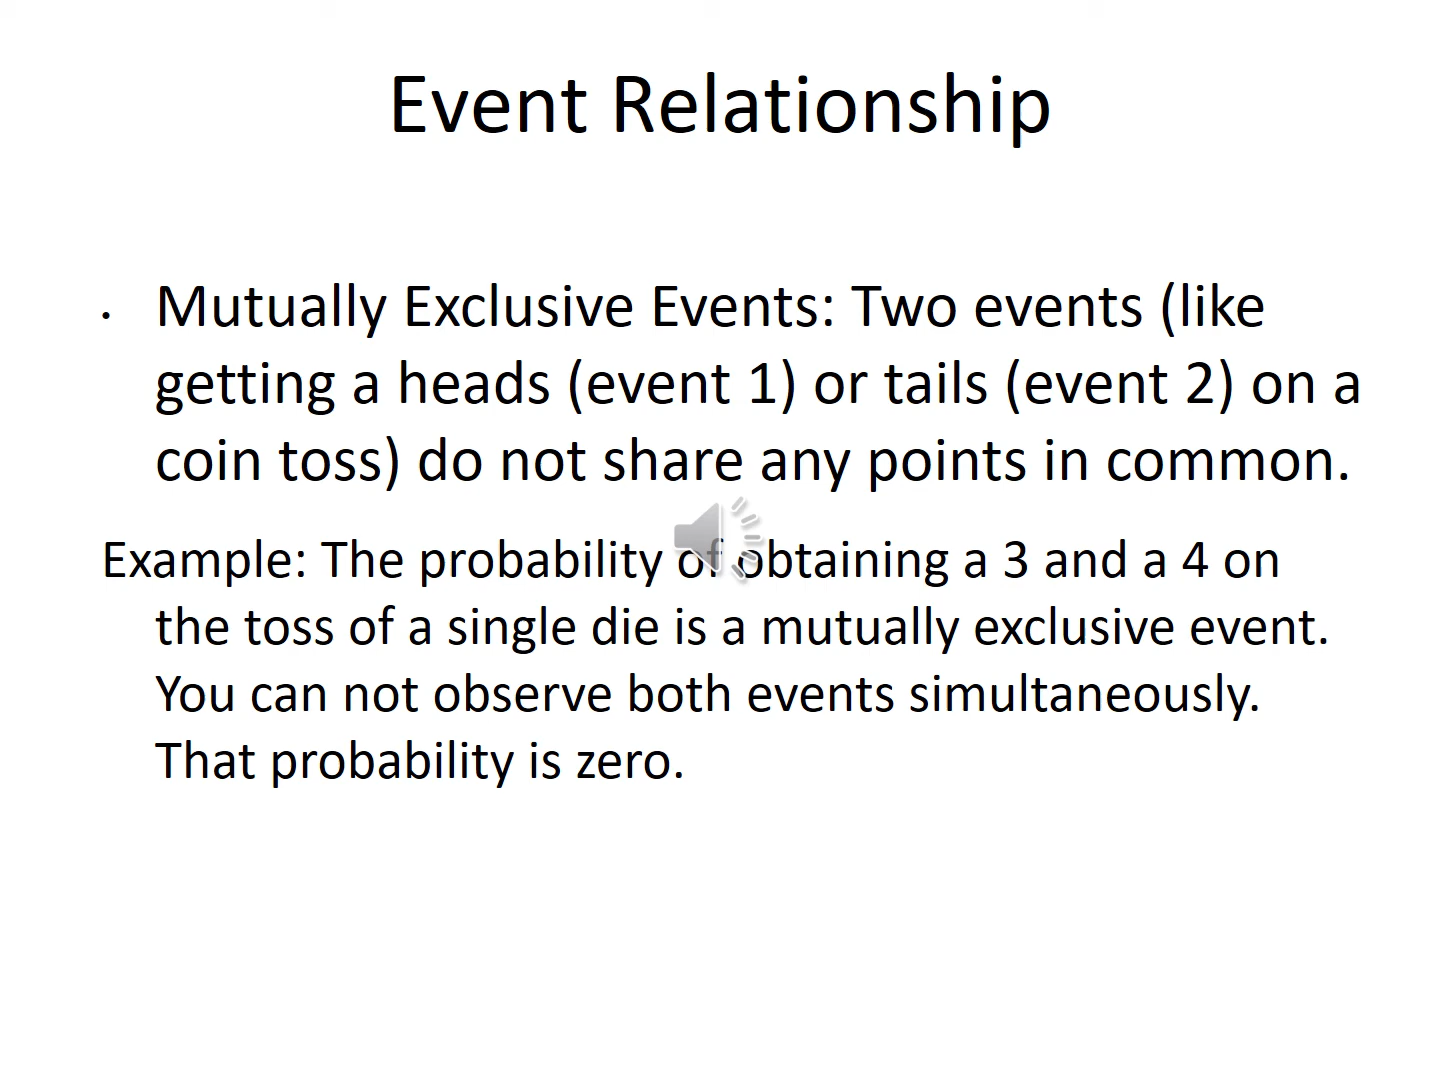 Event Relationship
• Mutually Exclusive Events: Two events (like
getting a heads (event 1) or tails (event 2) on a
coin toss) do not share any points in common.
Example: The probability of obtaining a 3 and a 4 on
the toss of a single die is a mutually exclusive event.
You can not observe both events simultaneously.
That probability is zero.